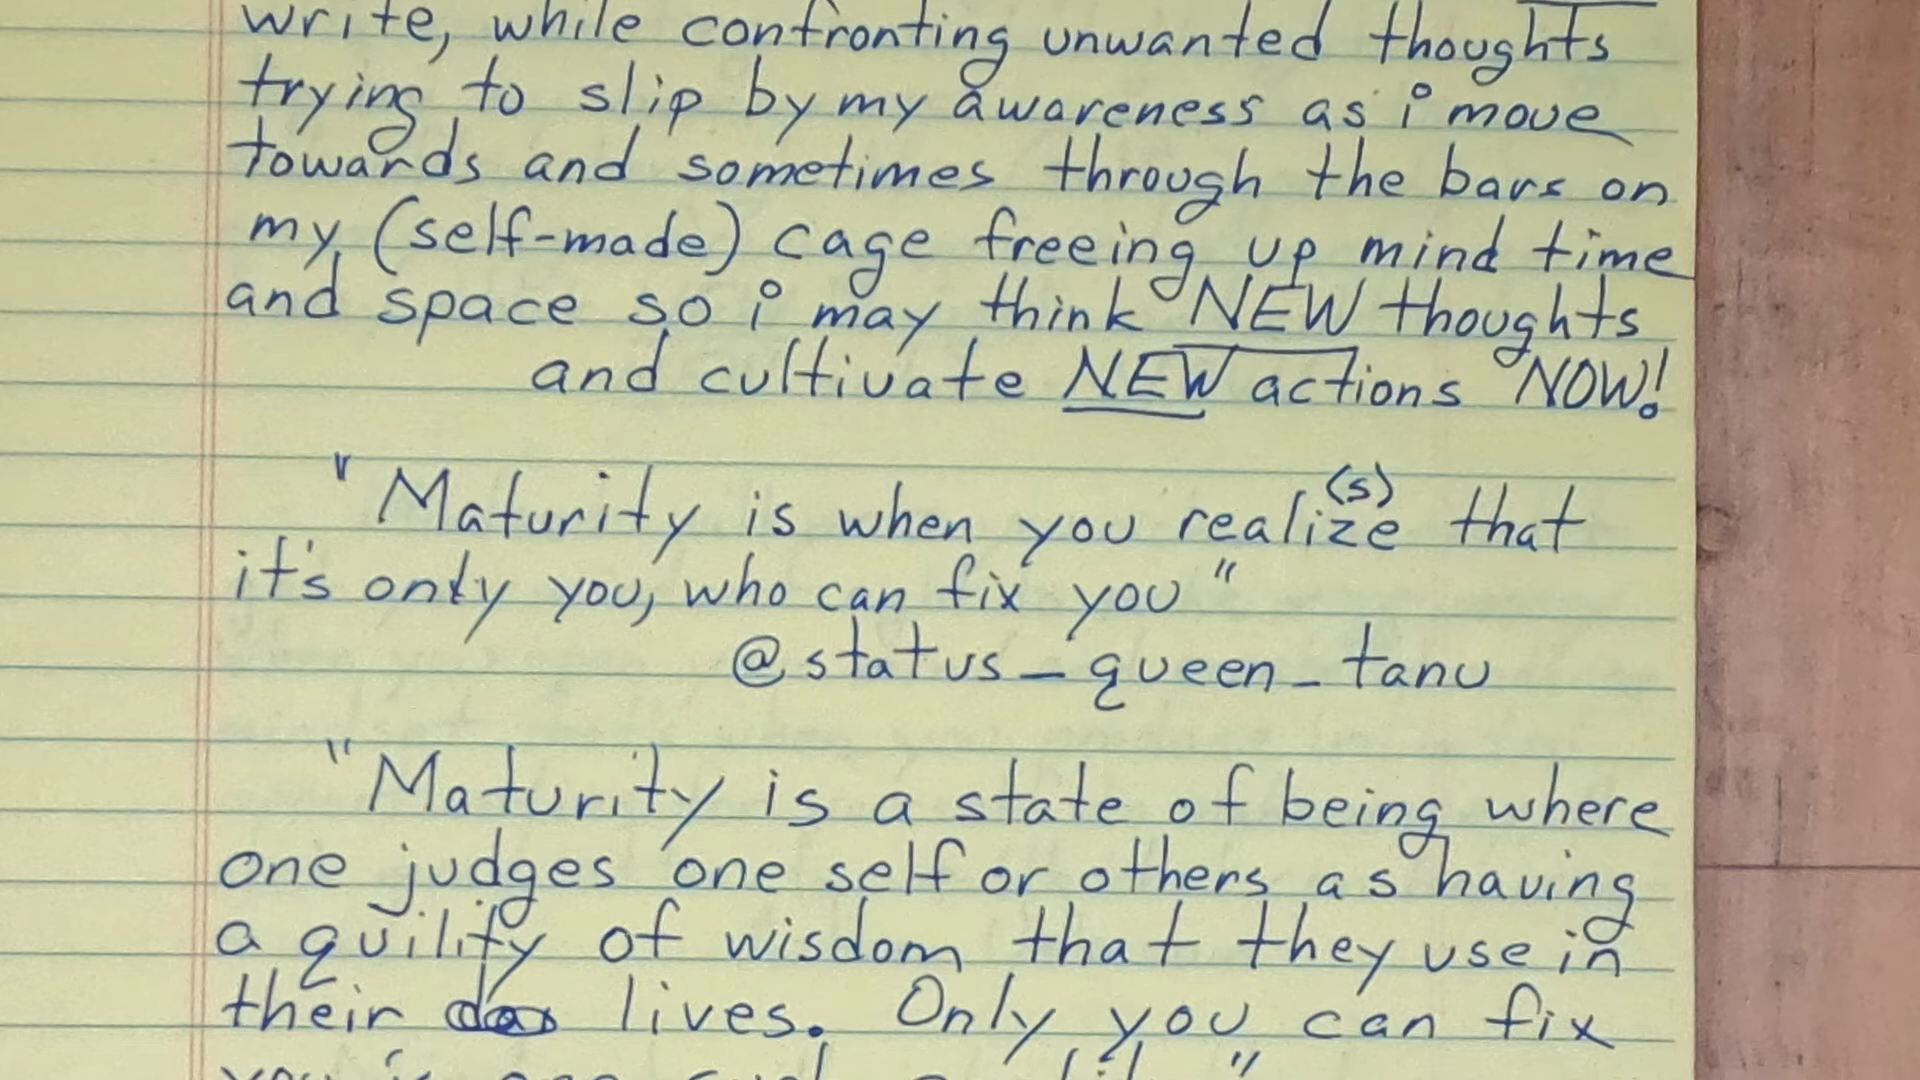 write, while confronting unwanted thoughts
trying to slip by my awareness as i move
towards and sometimes through the bars on
my (self-made) cage freeing up mind time
and space so i may think NEW thoughts
and cultivate NEW actions NOW!
"Maturity is when you realize(s) that
it's only you, who can fix you"
@status_queen_tanu
"Maturity is a state of being where
one judges one self or others as having
a quility of wisdom that they use in
their lives. Only you can fix